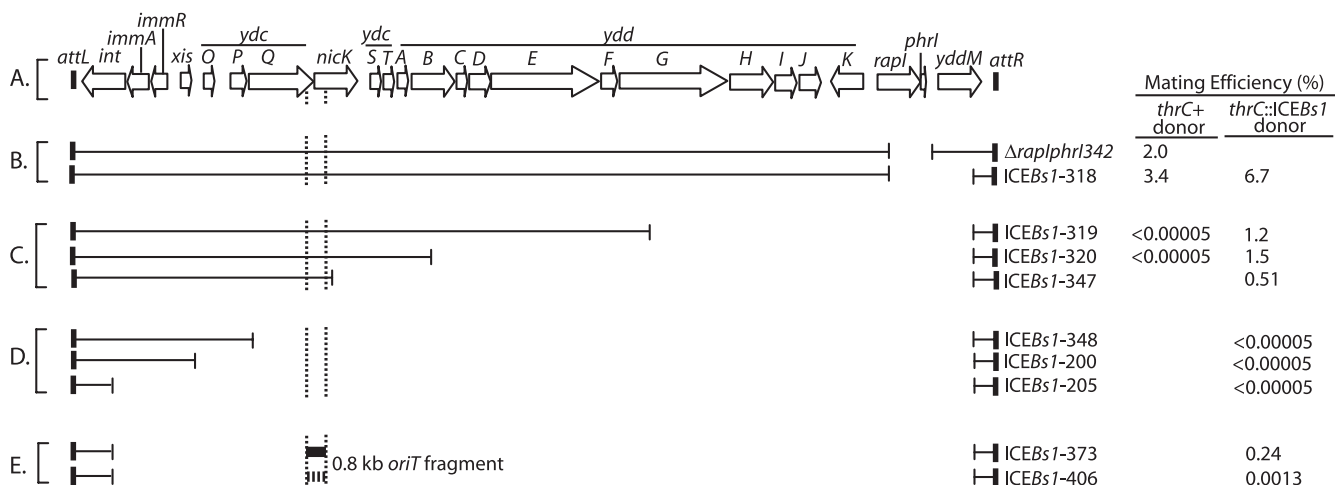 immR
immA
phrI
attL int xis ydc ydc ydd rapI yddM attR
O P Q nicK S T A B C D E F G H I J K
A.
Mating Efficiency (%)
thrC+ donor
thrC::ICEBs1 donor
B.
ΔrapIphrI342 2.0
ICEBs1-318 3.4 6.7
C.
ICEBs1-319 <0.00005 1.2
ICEBs1-320 <0.00005 1.5
ICEBs1-347 0.51
D.
ICEBs1-348 <0.00005
ICEBs1-200 <0.00005
ICEBs1-205 <0.00005
E.
0.8 kb oriT fragment
ICEBs1-373 0.24
ICEBs1-406 0.0013